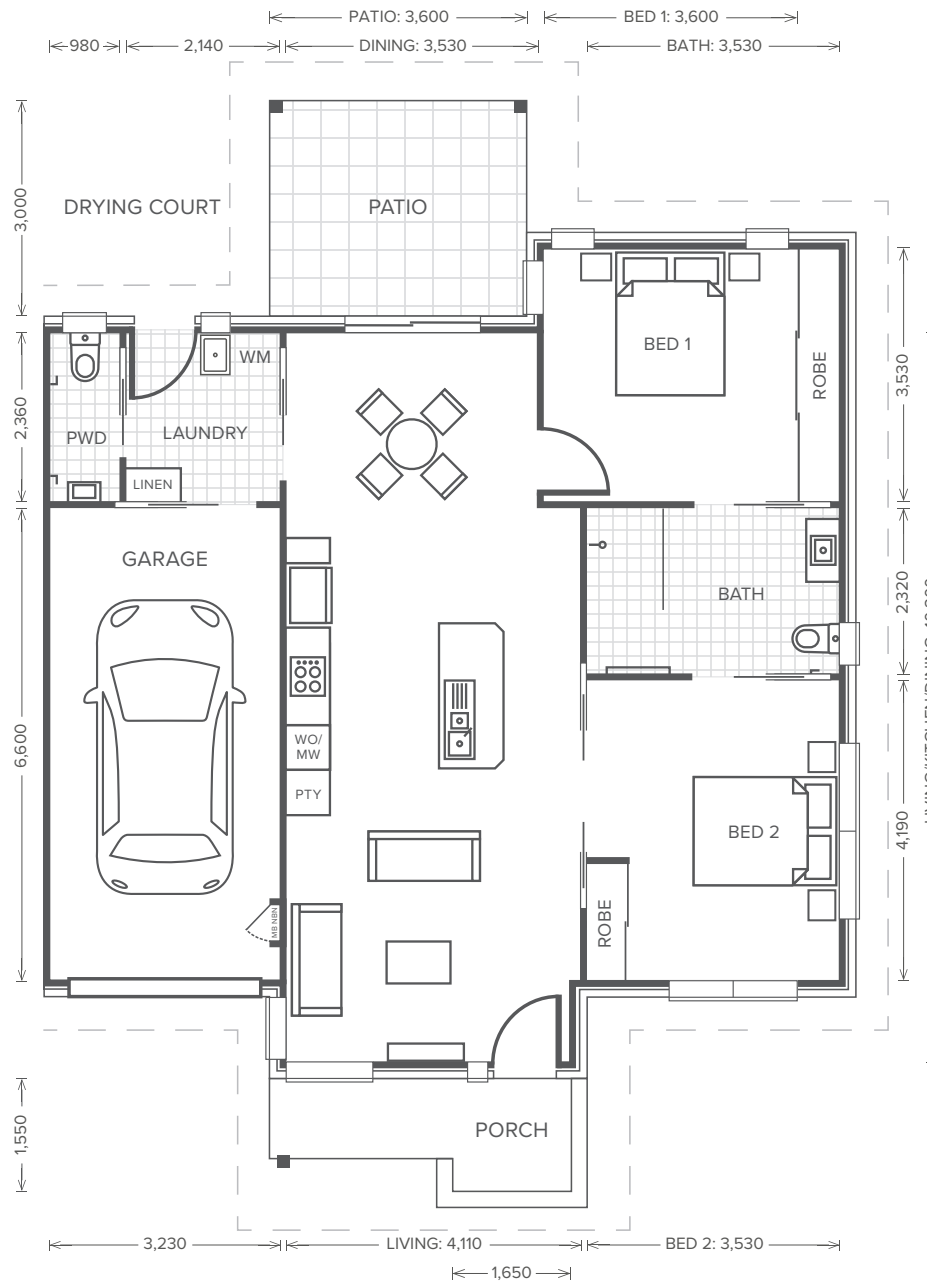 PATIO: 3,600
BED 1: 3,600
980
2,140
DINING: 3,530
BATH: 3,530
3,000
DRYING COURT
PATIO
BED 1
ROBE
3,530
WM
2,360
PWD
LAUNDRY
LINEN
GARAGE
BATH
2,320
6,600
WO/
MW
PTY
BED 2
4,190
ROBE
MB NBN
1,550
PORCH
3,230
LIVING: 4,110
BED 2: 3,530
1,650